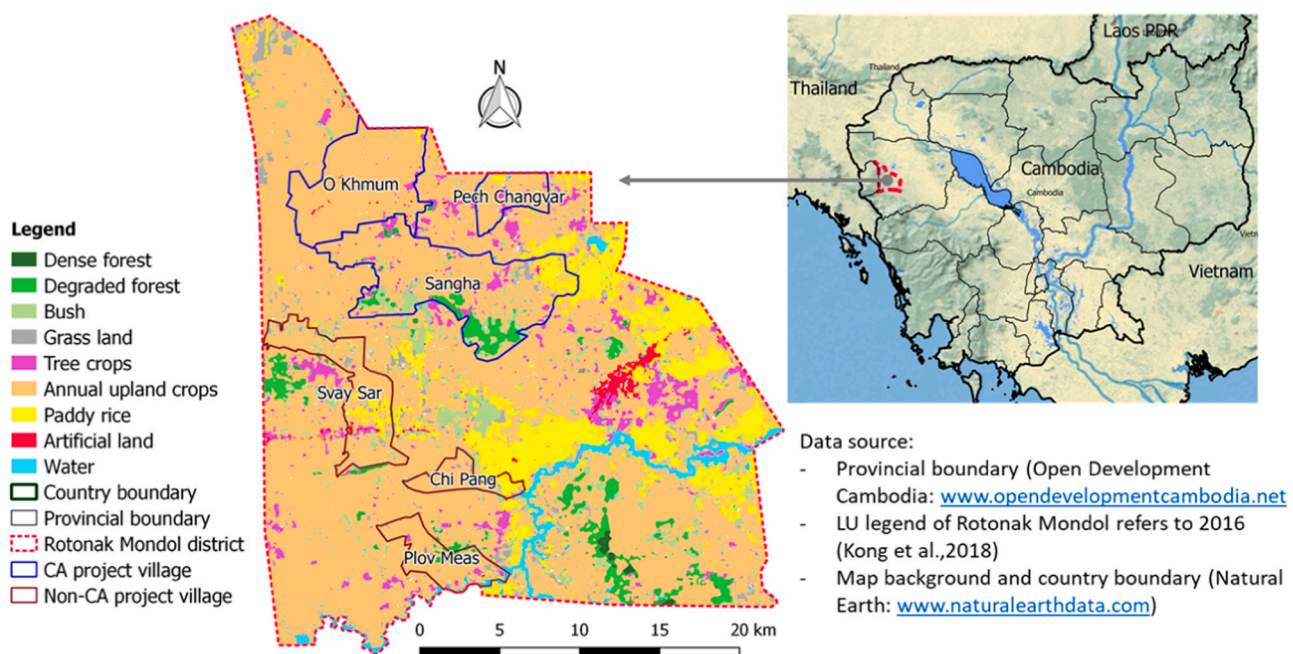 N
O Khmum
Pech Changvar
Sangha
Svay Sar
Chi Pang
Plov Meas
0 5 10 15 20 km
Legend
Dense forest
Degraded forest
Bush
Grass land
Tree crops
Annual upland crops
Paddy rice
Artificial land
Water
Country boundary
Provincial boundary
Rotonak Mondol district
CA project village
Non-CA project village
Laos PDR
Thailand
Thailand
Cambodia
Cambodia
Vietnam
Data source:
- Provincial boundary (Open Development
Cambodia: www.opendevelopmentcambodia.net
- LU legend of Rotonak Mondol refers to 2016
(Kong et al.,2018)
- Map background and country boundary (Natural
Earth: www.naturalearthdata.com)